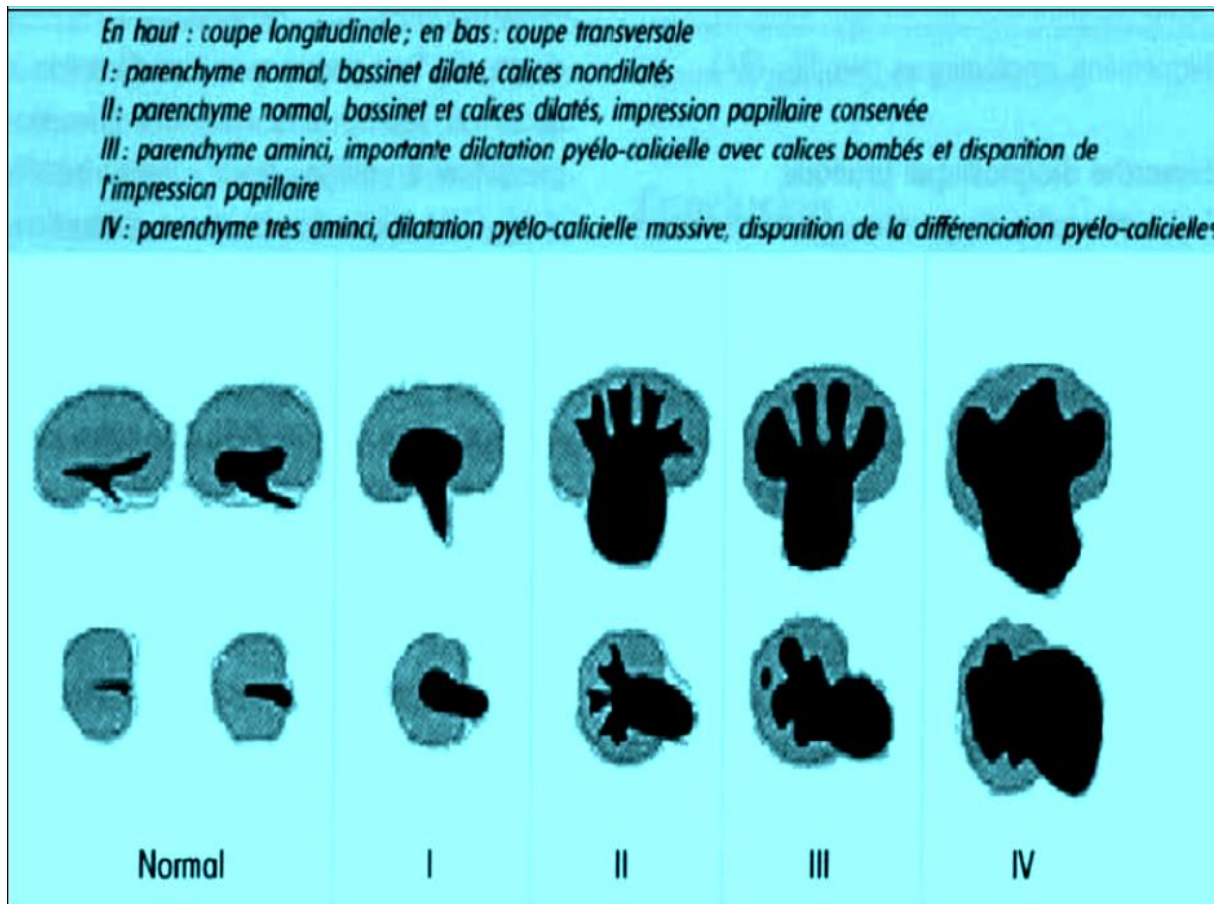 En haut : coupe longitudinale; en bas: coupe transversale
I: parenchyme normal, bassinet dilaté, calices nondilatés
II: parenchyme normal, bassinet et calices dilatés, impression papillaire conservée
III: parenchyme aminci, importante dilatation pyélo-calicielle avec calices bombés et disparition de
l'impression papillaire
IV: parenchyme très aminci, dilatation pyélo-calicielle massive, disparition de la différenciation pyélo-calicielle
Normal I II III IV